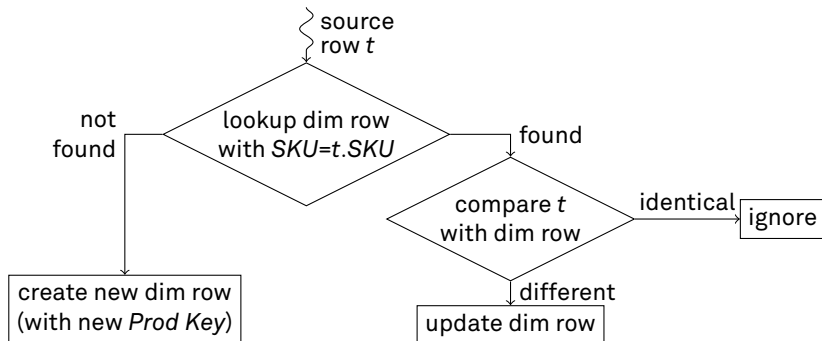 source
row t
lookup dim row
with SKU=t.SKU
not
found
found
compare t
with dim row
identical
ignore
create new dim row
(with new Prod Key)
different
update dim row